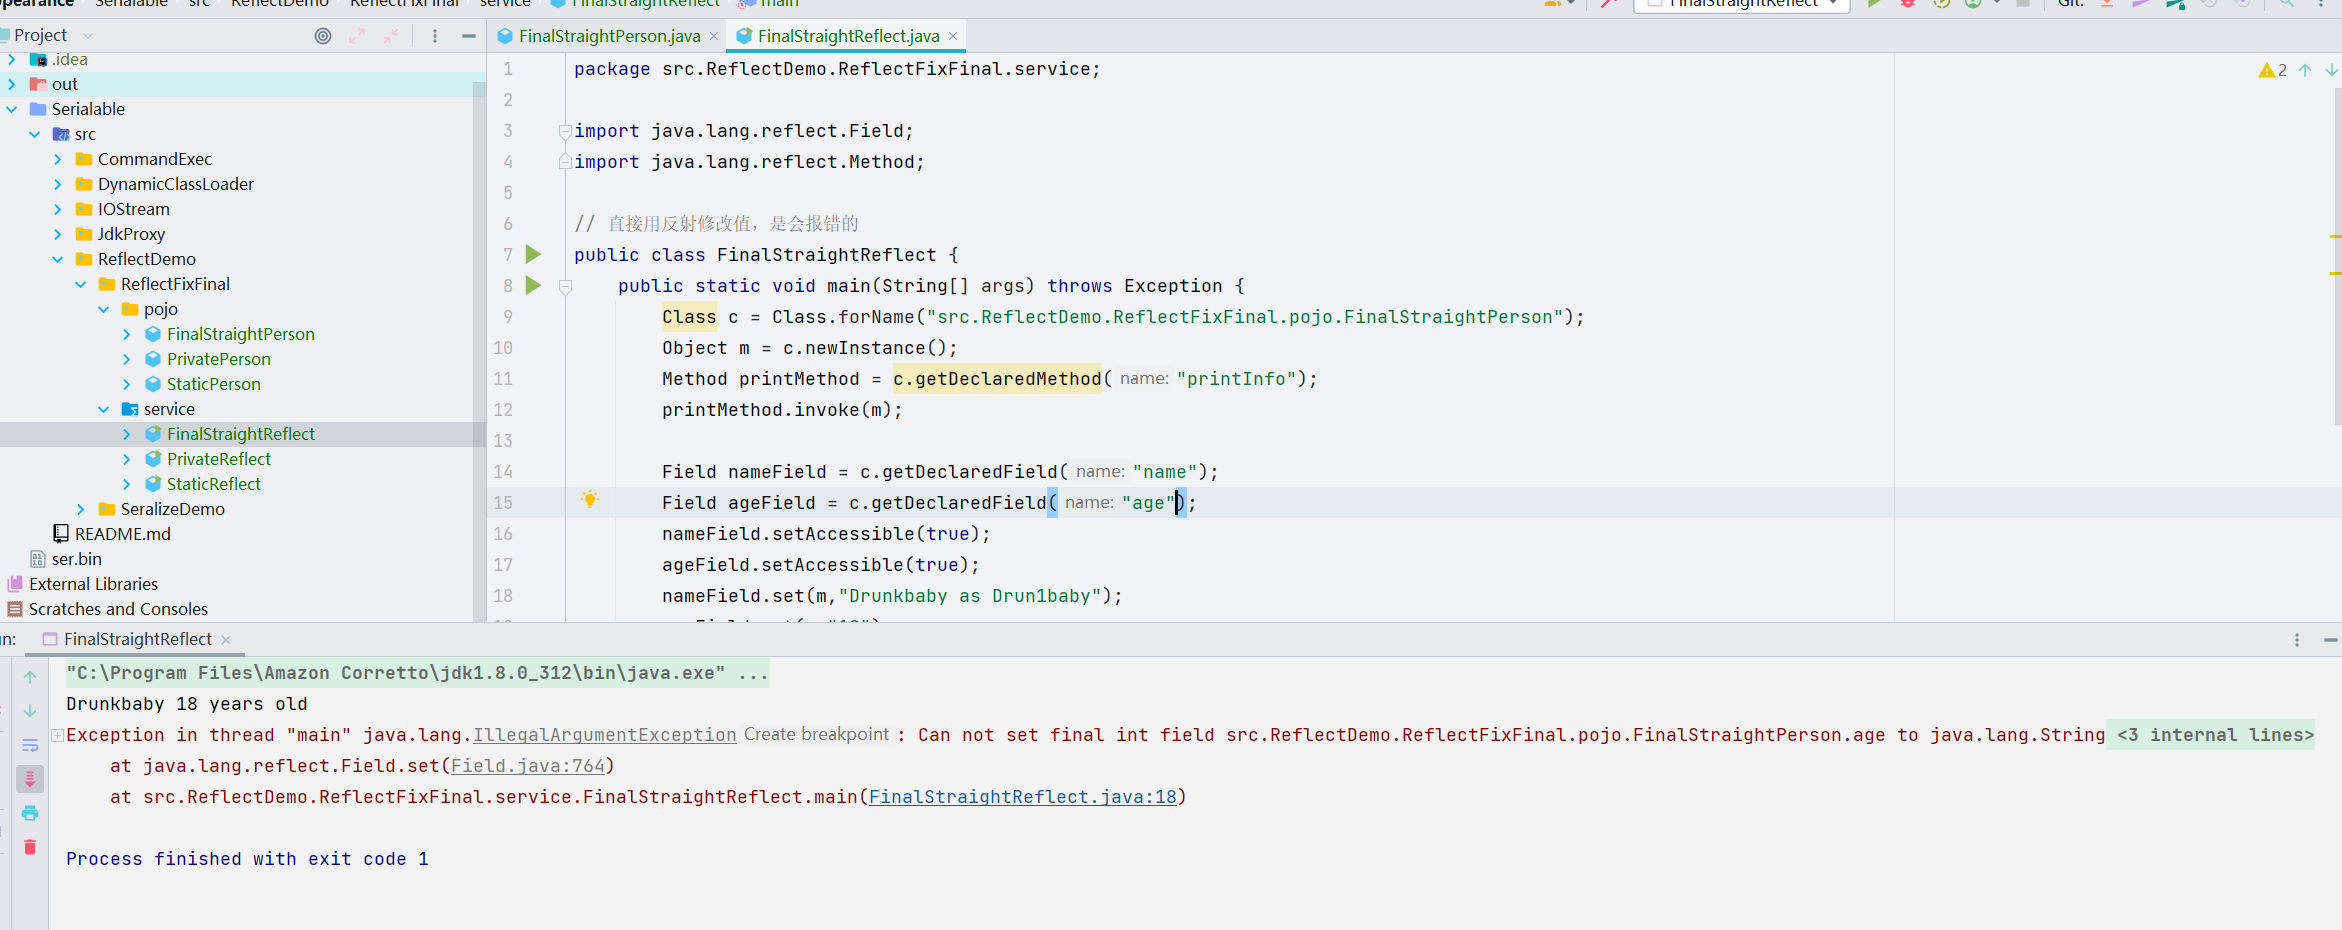 ppearance Serialable src ReflectDemo ReflectFixFinal service FinalStraightReflect main
FinalStraightReflect
Git:
Project
FinalStraightPerson.java
FinalStraightReflect.java
.idea
out
Serialable
src
CommandExec
DynamicClassLoader
IOStream
JdkProxy
ReflectDemo
ReflectFixFinal
pojo
FinalStraightPerson
PrivatePerson
StaticPerson
service
FinalStraightReflect
PrivateReflect
StaticReflect
SeralizeDemo
README.md
ser.bin
External Libraries
Scratches and Consoles
2
1 package src.ReflectDemo.ReflectFixFinal.service;
2
3 import java.lang.reflect.Field;
4 import java.lang.reflect.Method;
5
6 // 直接用反射修改值，是会报错的
7 public class FinalStraightReflect {
8 public static void main(String[] args) throws Exception {
9 Class c = Class.forName("src.ReflectDemo.ReflectFixFinal.pojo.FinalStraightPerson");
10 Object m = c.newInstance();
11 Method printMethod = c.getDeclaredMethod( name: "printInfo");
12 printMethod.invoke(m);
13
14 Field nameField = c.getDeclaredField( name: "name");
15 Field ageField = c.getDeclaredField( name: "age");
16 nameField.setAccessible(true);
17 ageField.setAccessible(true);
18 nameField.set(m,"Drunkbaby as Drun1baby");
un: FinalStraightReflect
"C:\Program Files\Amazon Corretto\jdk1.8.0_312\bin\java.exe" ...
Drunkbaby 18 years old
Exception in thread "main" java.lang.IllegalArgumentException Create breakpoint : Can not set final int field src.ReflectDemo.ReflectFixFinal.pojo.FinalStraightPerson.age to java.lang.String <3 internal lines>
at java.lang.reflect.Field.set(Field.java:764)
at src.ReflectDemo.ReflectFixFinal.service.FinalStraightReflect.main(FinalStraightReflect.java:18)
Process finished with exit code 1